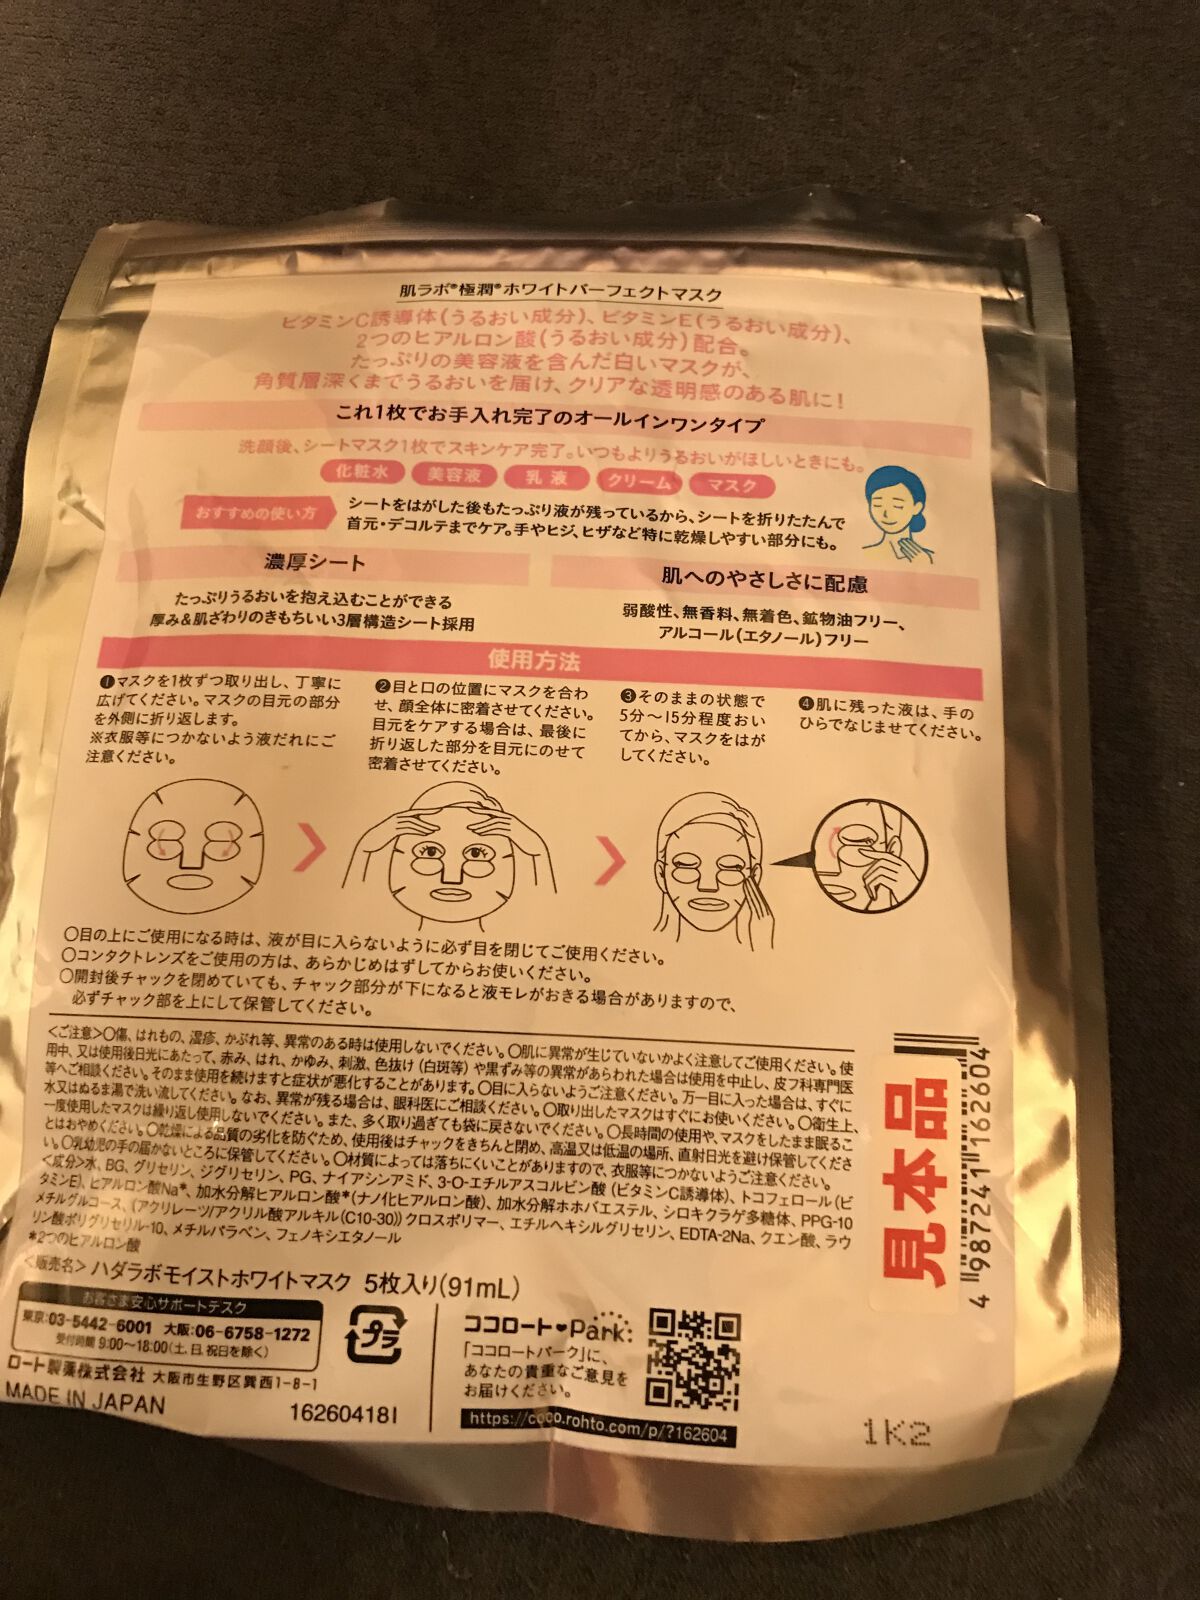 肌ラボ®極潤®ホワイトパーフェクトマスク
ビタミンC誘導体(うるおい成分)、ビタミンE(うるおい成分)、
2つのヒアルロン酸(うるおい成分)配合。
たっぷりの美容液を含んだ白いマスクが、
角質層深くまでうるおいを届け、クリアな透明感のある肌に!
これ1枚でお手入れ完了のオールインワンタイプ
洗顔後、シートマスク1枚でスキンケア完了。いつもよりうるおいがほしいときにも。
化粧水 美容液 乳液 クリーム マスク
おすすめの使い方
シートをはがした後もたっぷり液が残っているから、シートを折りたたんで
首元・デコルテまでケア。手やヒジ、ヒザなど特に乾燥しやすい部分にも。
濃厚シート
たっぷりうるおいを抱え込むことができる
厚み&肌ざわりのきもちいい3層構造シート採用
肌へのやさしさに配慮
弱酸性、無香料、無着色、鉱物油フリー、
アルコール(エタノール)フリー
使用方法
❶マスクを1枚ずつ取り出し、丁寧に
広げてください。マスクの目元の部分
を外側に折り返します。
※衣服等につかないよう液だれにご
注意ください。
❷目と口の位置にマスクを合わ
せ、顔全体に密着させてください。
目元をケアする場合は、最後に
折り返した部分を目元にのせて
密着させてください。
❸そのままの状態で
5分〜15分程度おい
てから、マスクをはが
してください。
❹肌に残った液は、手の
ひらでなじませてください。
〇目の上にご使用になる時は、液が目に入らないように必ず目を閉じてご使用ください。
〇コンタクトレンズをご使用の方は、あらかじめはずしてからお使いください。
〇開封後チャックを閉めていても、チャック部分が下になると液モレがおきる場合がありますので、
必ずチャック部を上にして保管してください。
<ご注意>〇傷、はれもの、湿疹、かぶれ等、異常のある時は使用しないでください。〇肌に異常が生じていないかよく注意してご使用ください。使
用中、又は使用後日光にあたって、赤み、はれ、かゆみ、刺激、色抜け(白斑等)や黒ずみ等の異常があらわれた場合は使用を中止し、皮フ科専門医
等へご相談ください。そのまま使用を続けますと症状が悪化することがあります。〇目に入らないようご注意ください。万一目に入った場合は、すぐに
水又はぬるま湯で洗い流してください。なお、異常が残る場合は、眼科医にご相談ください。〇取り出したマスクはすぐにお使いください。〇衛生上、
一度使用したマスクは繰り返し使用しないでください。また、多く取り過ぎても袋に戻さないでください。〇長時間の使用や、マスクをしたまま眠るこ
とはおやめください。〇乾燥による品質の劣化を防ぐため、使用後はチャックをきちんと閉め、高温又は低温の場所、直射日光を避け保管してくださ
い。〇乳幼児の手の届かないところに保管してください。〇材質によっては落ちにくいことがありますので、衣服等につかないようご注意ください。
<成分>水、BG、グリセリン、ジグリセリン、PG、ナイアシンアミド、3-O-エチルアスコルビン酸(ビタミンC誘導体)、トコフェロール(ビ
タミンE)、ヒアルロン酸Na*、加水分解ヒアルロン酸*(ナノ化ヒアルロン酸)、加水分解ホホバエステル、シロキクラゲ多糖体、PPG-10
メチルグルコース、(アクリレーツ/アクリル酸アルキル(C10-30))クロスポリマー、エチルヘキシルグリセリン、EDTA-2Na、クエン酸、ラウ
リン酸ポリグリセリル-10、メチルパラベン、フェノキシエタノール
*2つのヒアルロン酸
<販売名>ハダラボモイストホワイトマスク 5枚入り(91mL)
お客さま安心サポートデスク
東京:03-5442-6001 大阪:06-6758-1272
受付時間 9:00〜18:00(土、日、祝日を除く)
ロート製薬株式会社 大阪市生野区巽西1-8-1
MADE IN JAPAN
162604181
プラ
ココロート♥Park
「ココロートパーク」に、
あなたの貴重なご意見を
お届けください。
https://coco.rohto.com/p/?162604
見本品
4 987241 162604
1K2